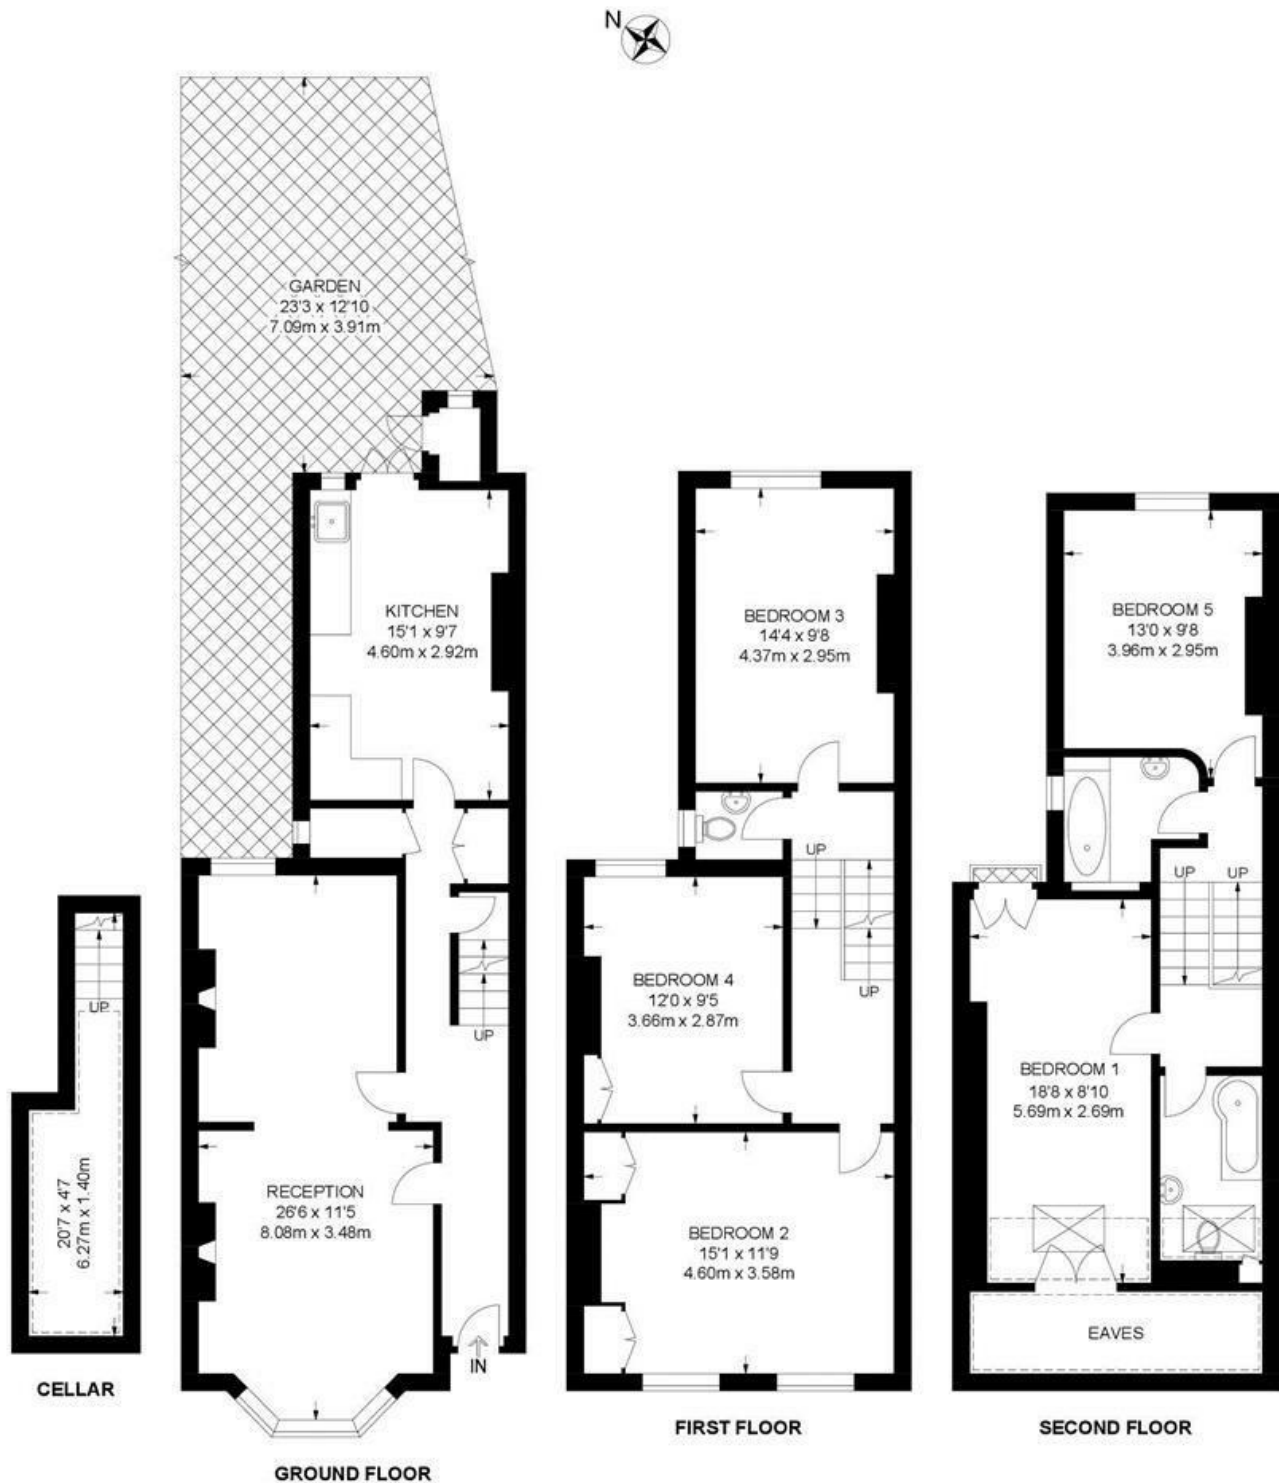 N
GARDEN
23'3 x 12'10
7.09m x 3.91m
KITCHEN
15'1 x 9'7
4.60m x 2.92m
UP
RECEPTION
26'6 x 11'5
8.08m x 3.48m
IN
GROUND FLOOR
UP
20'7 x 4'7
6.27m x 1.40m
CELLAR
BEDROOM 3
14'4 x 9'8
4.37m x 2.95m
UP
UP
BEDROOM 4
12'0 x 9'5
3.66m x 2.87m
BEDROOM 2
15'1 x 11'9
4.60m x 3.58m
FIRST FLOOR
BEDROOM 5
13'0 x 9'8
3.96m x 2.95m
UP
UP
BEDROOM 1
18'8 x 8'10
5.69m x 2.69m
EAVES
SECOND FLOOR